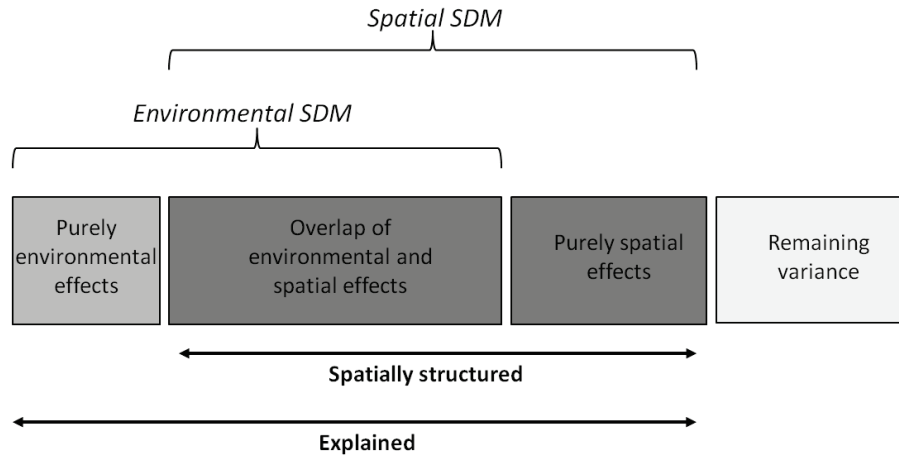 Spatial SDM
Environmental SDM
Purely
environmental
effects
Overlap of
environmental and
spatial effects
Purely spatial
effects
Remaining
variance
Spatially structured
Explained